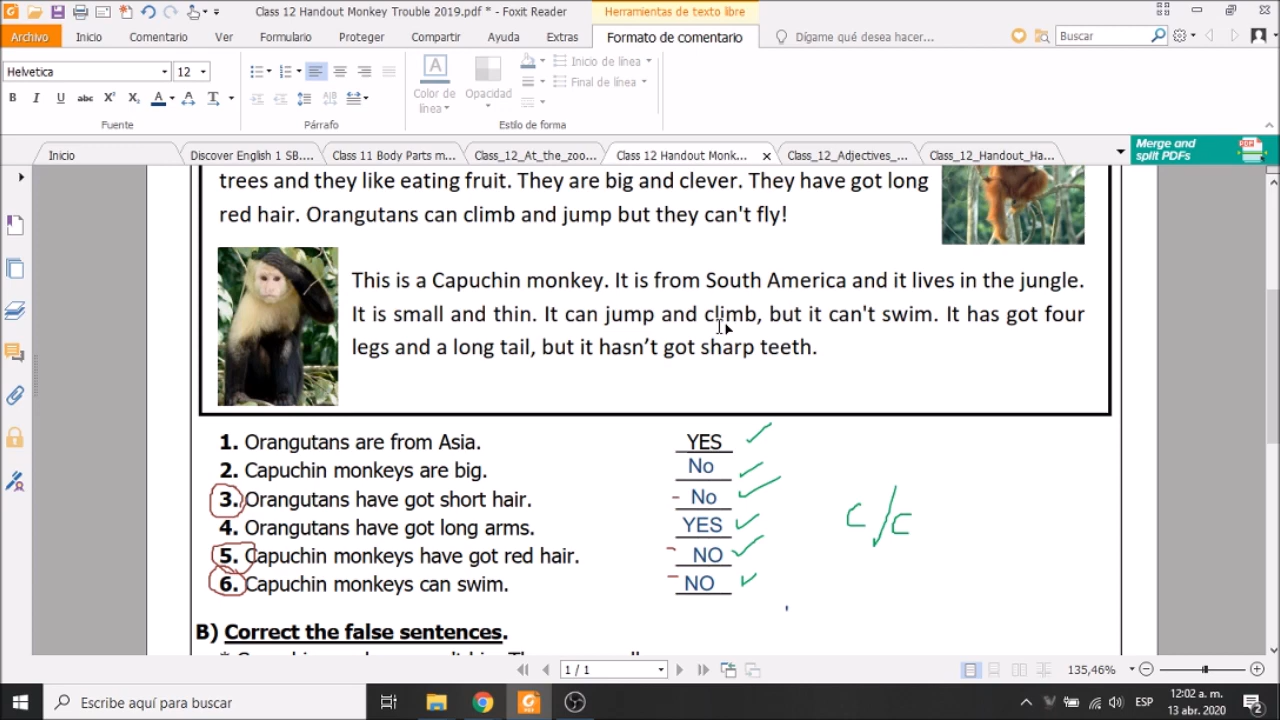 Class 12 Handout Monkey Trouble 2019.pdf * - Foxit Reader
Herramientas de texto libre
Archivo Inicio Comentario Ver Formulario Proteger Compartir Ayuda Extras Formato de comentario Dígame qué desea hacer... Buscar
Helvetica 12
Color de línea Opacidad Inicio de línea Final de línea
Fuente Párrafo Estilo de forma
Inicio Discover English 1 SB.... Class 11 Body Parts m... Class_12_At_the_zoo... Class 12 Handout Monk... Class_12_Adjectives_... Class_12_Handout_Ha... Merge and split PDFs
trees and they like eating fruit. They are big and clever. They have got long
red hair. Orangutans can climb and jump but they can't fly!
This is a Capuchin monkey. It is from South America and it lives in the jungle.
It is small and thin. It can jump and climb, but it can't swim. It has got four
legs and a long tail, but it hasn't got sharp teeth.
1. Orangutans are from Asia. YES
2. Capuchin monkeys are big. No
3. Orangutans have got short hair. No
4. Orangutans have got long arms. YES
5. Capuchin monkeys have got red hair. NO
6. Capuchin monkeys can swim. NO
C/C
B) Correct the false sentences.
1 / 1 135,46%
Escribe aquí para buscar
ESP 12:02 a. m.
13 abr. 2020 2